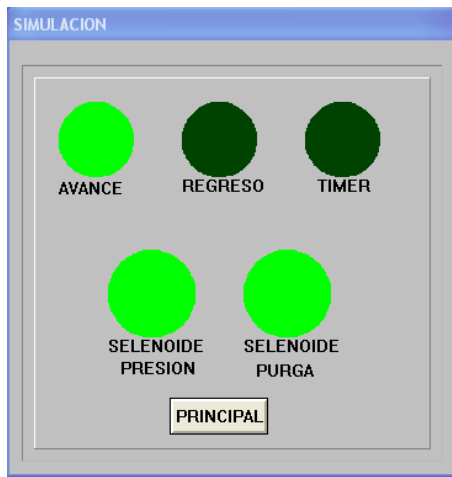 SIMULACION
AVANCE
REGRESO
TIMER
SELENOIDE
PRESION
SELENOIDE
PURGA
PRINCIPAL